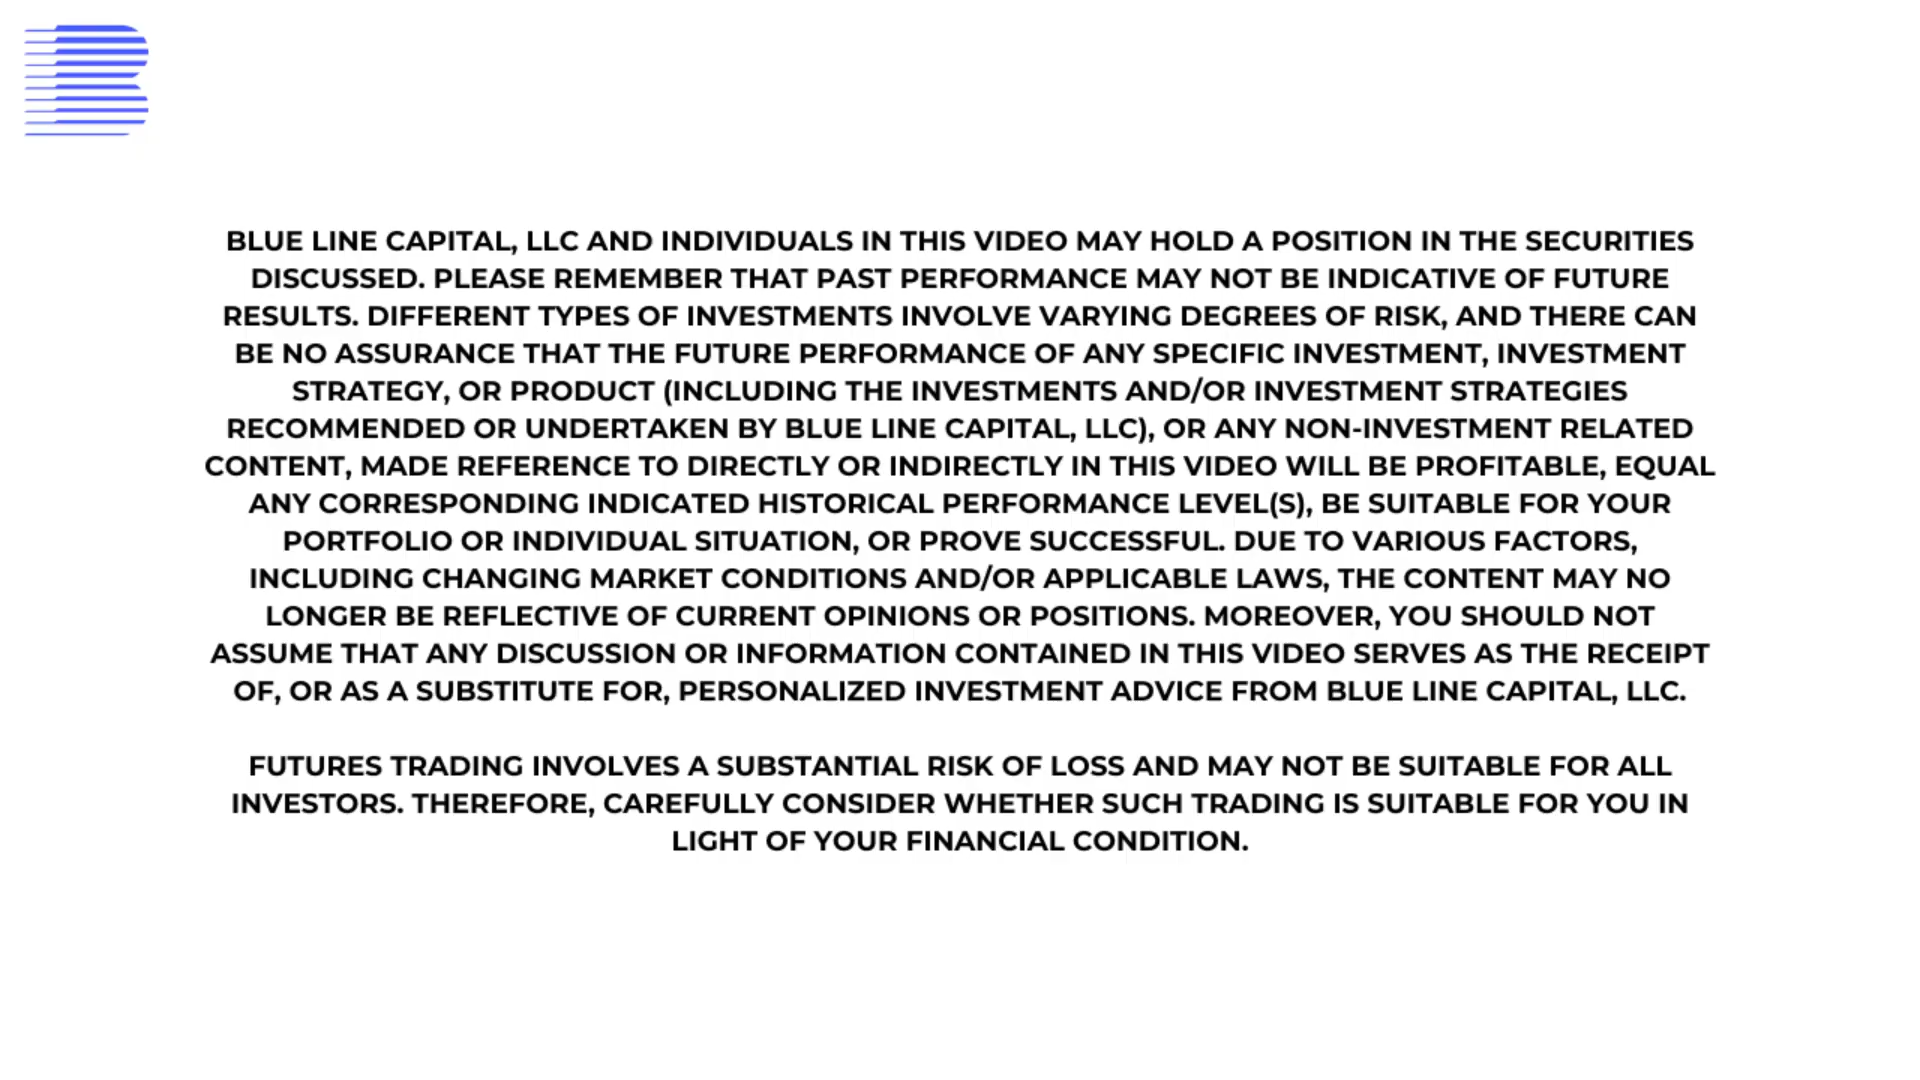 BLUE LINE CAPITAL, LLC AND INDIVIDUALS IN THIS VIDEO MAY HOLD A POSITION IN THE SECURITIES
DISCUSSED. PLEASE REMEMBER THAT PAST PERFORMANCE MAY NOT BE INDICATIVE OF FUTURE
RESULTS. DIFFERENT TYPES OF INVESTMENTS INVOLVE VARYING DEGREES OF RISK, AND THERE CAN
BE NO ASSURANCE THAT THE FUTURE PERFORMANCE OF ANY SPECIFIC INVESTMENT, INVESTMENT
STRATEGY, OR PRODUCT (INCLUDING THE INVESTMENTS AND/OR INVESTMENT STRATEGIES
RECOMMENDED OR UNDERTAKEN BY BLUE LINE CAPITAL, LLC), OR ANY NON-INVESTMENT RELATED
CONTENT, MADE REFERENCE TO DIRECTLY OR INDIRECTLY IN THIS VIDEO WILL BE PROFITABLE, EQUAL
ANY CORRESPONDING INDICATED HISTORICAL PERFORMANCE LEVEL(S), BE SUITABLE FOR YOUR
PORTFOLIO OR INDIVIDUAL SITUATION, OR PROVE SUCCESSFUL. DUE TO VARIOUS FACTORS,
INCLUDING CHANGING MARKET CONDITIONS AND/OR APPLICABLE LAWS, THE CONTENT MAY NO
LONGER BE REFLECTIVE OF CURRENT OPINIONS OR POSITIONS. MOREOVER, YOU SHOULD NOT
ASSUME THAT ANY DISCUSSION OR INFORMATION CONTAINED IN THIS VIDEO SERVES AS THE RECEIPT
OF, OR AS A SUBSTITUTE FOR, PERSONALIZED INVESTMENT ADVICE FROM BLUE LINE CAPITAL, LLC.
FUTURES TRADING INVOLVES A SUBSTANTIAL RISK OF LOSS AND MAY NOT BE SUITABLE FOR ALL
INVESTORS. THEREFORE, CAREFULLY CONSIDER WHETHER SUCH TRADING IS SUITABLE FOR YOU IN
LIGHT OF YOUR FINANCIAL CONDITION.